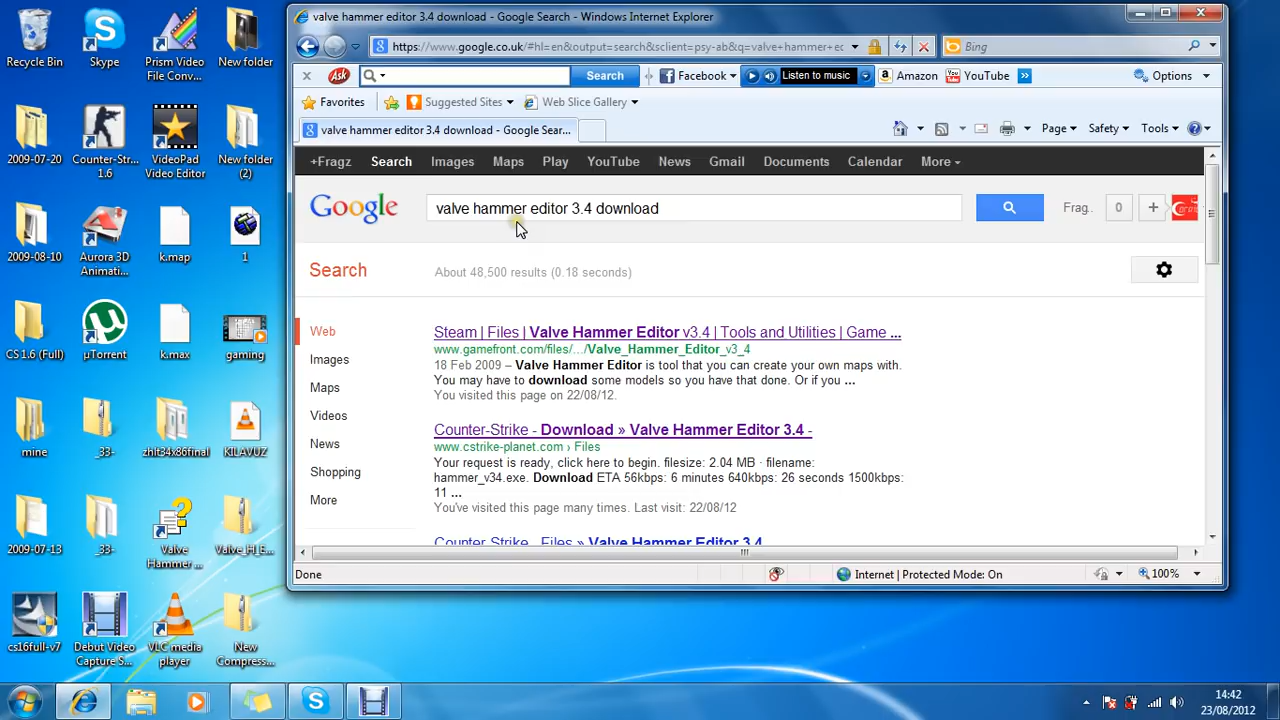 Recycle Bin
Skype
Prism Video File Conv...
New folder
2009-07-20
Counter-Str... 1.6
VideoPad Video Editor
New folder (2)
2009-08-10
Aurora 3D Animati...
k.map
1
CS 1.6 (Full)
µTorrent
k.max
gaming
mine
_33-
zhlt34x86final
KILAVUZ
2009-07-13
_33-
Valve Hammer ...
Valve_Hl_E...
cs16full-v7
Debut Video Capture S...
VLC media player
New Compress...
valve hammer editor 3.4 download - Google Search - Windows Internet Explorer
https://www.google.co.uk/#hl=en&output=search&sclient=psy-ab&q=valve+hammer+ec
Bing
Ask
Search
Facebook
Listen to music
Amazon
YouTube
Options
Favorites
Suggested Sites
Web Slice Gallery
valve hammer editor 3.4 download - Google Sear...
Page
Safety
Tools
+Fragz Search Images Maps Play YouTube News Gmail Documents Calendar More
Google
valve hammer editor 3.4 download
Frag..
0
+
Search
About 48,500 results (0.18 seconds)
Web
Images
Maps
Videos
News
Shopping
More
Steam | Files | Valve Hammer Editor v3.4 | Tools and Utilities | Game ...
www.gamefront.com/files/.../Valve_Hammer_Editor_v3_4
18 Feb 2009 – Valve Hammer Editor is tool that you can create your own maps with.
You may have to download some models so you have that done. Or if you ...
You visited this page on 22/08/12.
Counter-Strike - Download » Valve Hammer Editor 3.4 -
www.cstrike-planet.com › Files
Your request is ready, click here to begin. filesize: 2.04 MB · filename:
hammer_v34.exe. Download ETA 56kbps: 6 minutes 640kbps: 26 seconds 1500kbps:
11 ...
You've visited this page many times. Last visit: 22/08/12
Counter Strike - Files » Valve Hammer Editor 3.4
Done
Internet | Protected Mode: On
100%
14:42
23/08/2012